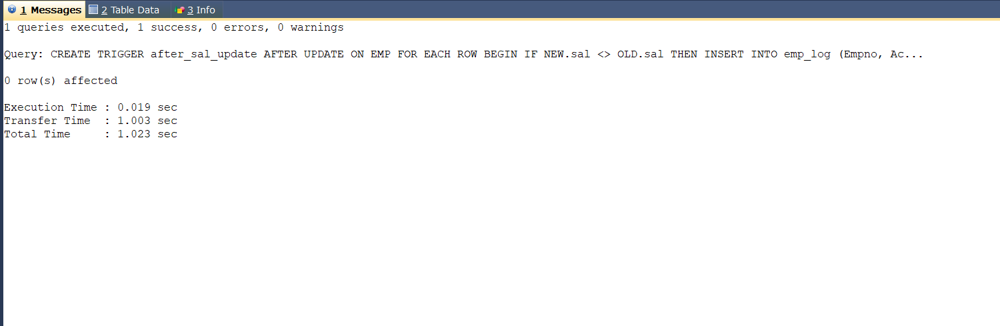 1 Messages 2 Table Data 3 Info
1 queries executed, 1 success, 0 errors, 0 warnings
Query: CREATE TRIGGER after_sal_update AFTER UPDATE ON EMP FOR EACH ROW BEGIN IF NEW.sal <> OLD.sal THEN INSERT INTO emp_log (Empno, Ac...
0 row(s) affected
Execution Time : 0.019 sec
Transfer Time  : 1.003 sec
Total Time     : 1.023 sec